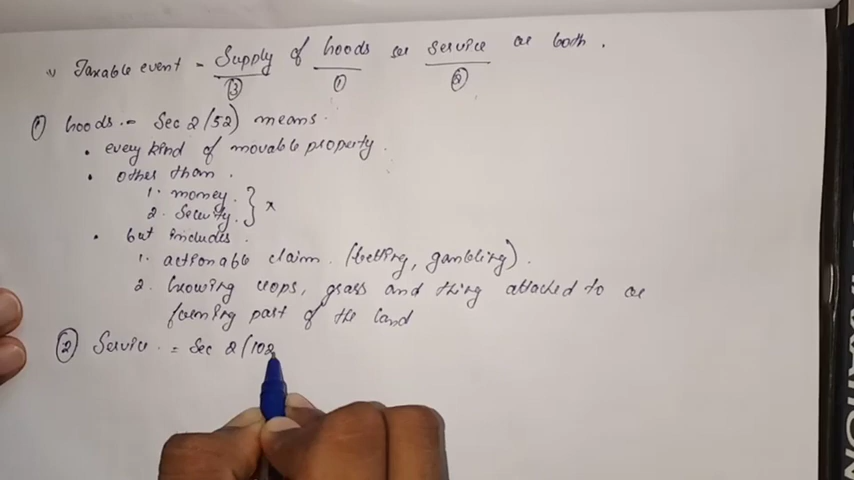 Taxable event - Supply of Goods or service or both.
③ ① ②
① Goods - Sec 2(52) means
• every kind of movable property.
• other than.
1. money. } x
2. Security.
• but includes.
1. actionable claim. (betting, gambling).
2. Growing crops, grass and thing attached to or
forming part of the land
② Service. = Sec 2(102